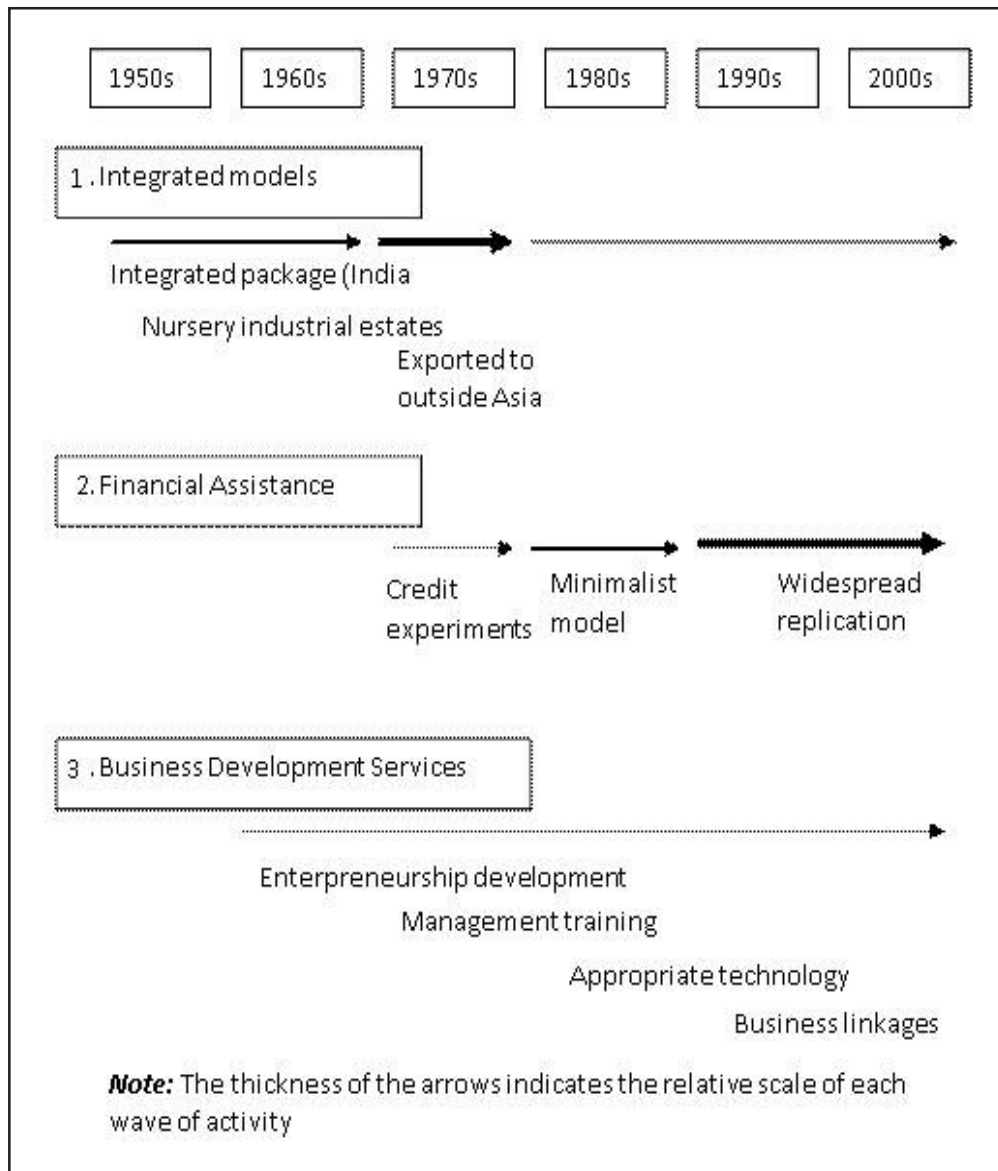 1950s 1960s 1970s 1980s 1990s 2000s
1 .Integrated models
Integrated package (India
Nursery industrial estates
Exported to
outside Asia
2. Financial Assistance
Credit
experiments
Minimalist
model
Widespread
replication
3 .Business Development Services
Enterpreneurship development
Management training
Appropriate technology
Business linkages
Note: The thickness of the arrows indicates the relative scale of each
wave of activity